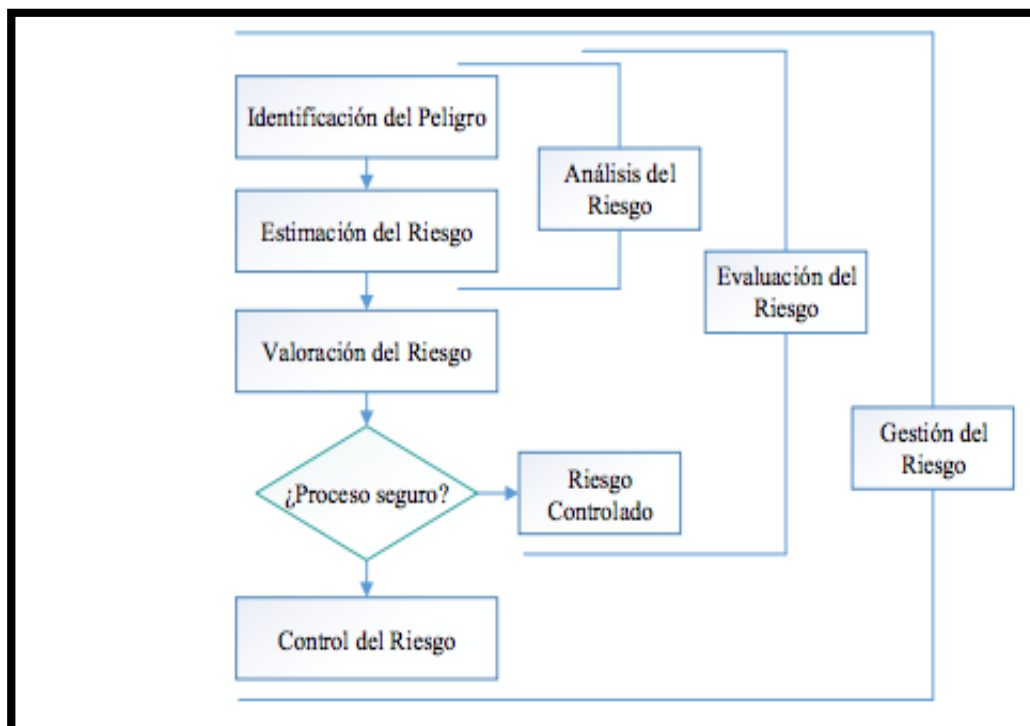 Identificación del Peligro
Análisis del
Riesgo
Estimación del Riesgo
Evaluación del
Riesgo
Valoración del Riesgo
Gestión del
Riesgo
¿Proceso seguro?
Riesgo
Controlado
Control del Riesgo